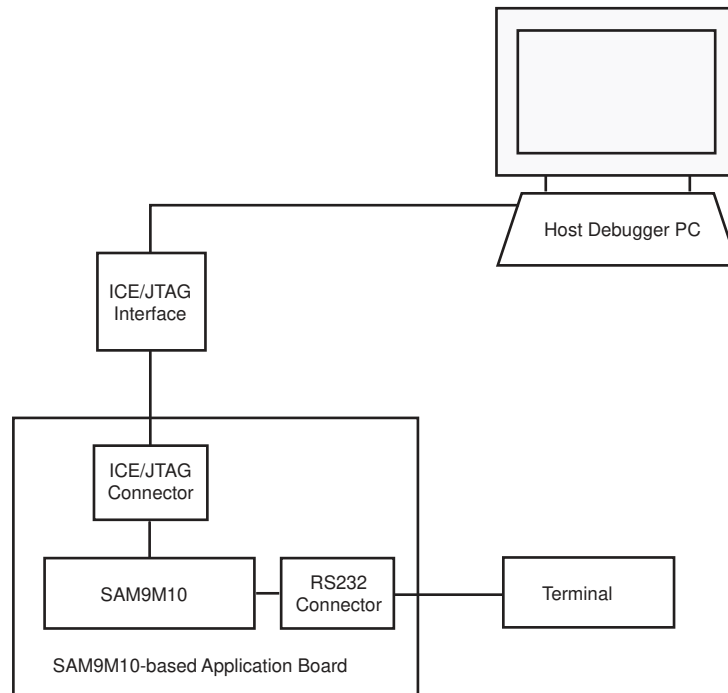 Host Debugger PC
ICE/JTAG
Interface
ICE/JTAG
Connector
SAM9M10
RS232
Connector
Terminal
SAM9M10-based Application Board